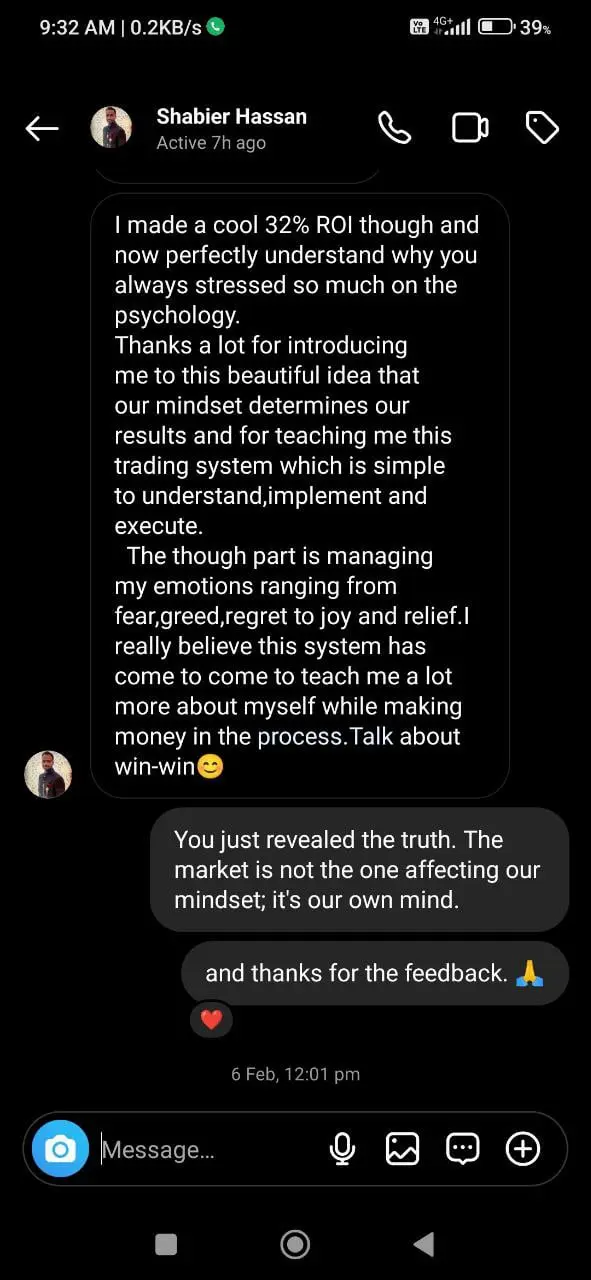 9:32 AM | 0.2KB/s
Vo LTE 4G+ 39%
Shabier Hassan
Active 7h ago
I made a cool 32% ROI though and
now perfectly understand why you
always stressed so much on the
psychology.
Thanks a lot for introducing
me to this beautiful idea that
our mindset determines our
results and for teaching me this
trading system which is simple
to understand,implement and
execute.
The though part is managing
my emotions ranging from
fear,greed,regret to joy and relief.I
really believe this system has
come to come to teach me a lot
more about myself while making
money in the process.Talk about
win-win😊
You just revealed the truth. The
market is not the one affecting our
mindset; it's our own mind.
and thanks for the feedback. 🙏
❤️
6 Feb, 12:01 pm
Message...